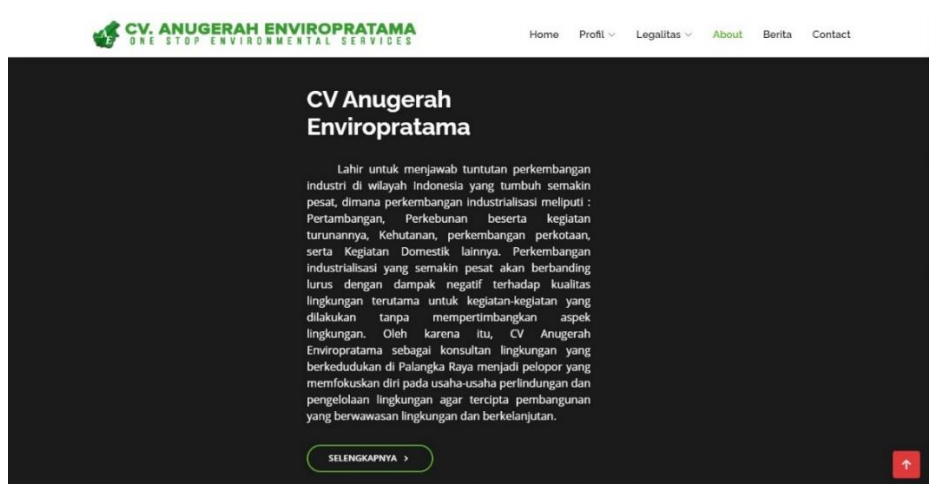 CV. ANUGERAH ENVIROPRATAMA
ONE STOP ENVIRONMENTAL SERVICES
Home Profil Legalitas About Berita Contact
CV Anugerah
Enviropratama
Lahir untuk menjawab tuntutan perkembangan
industri di wilayah Indonesia yang tumbuh semakin
pesat, dimana perkembangan industrialisasi meliputi :
Pertambangan, Perkebunan beserta kegiatan
turunannya, Kehutanan, perkembangan perkotaan,
serta Kegiatan Domestik lainnya. Perkembangan
industrialisasi yang semakin pesat akan berbanding
lurus dengan dampak negatif terhadap kualitas
lingkungan terutama untuk kegiatan-kegiatan yang
dilakukan tanpa mempertimbangkan aspek
lingkungan. Oleh karena itu, CV Anugerah
Enviropratama sebagai konsultan lingkungan yang
berkedudukan di Palangka Raya menjadi pelopor yang
memfokuskan diri pada usaha-usaha perlindungan dan
pengelolaan lingkungan agar tercipta pembangunan
yang berwawasan lingkungan dan berkelanjutan.
SELENGKAPNYA